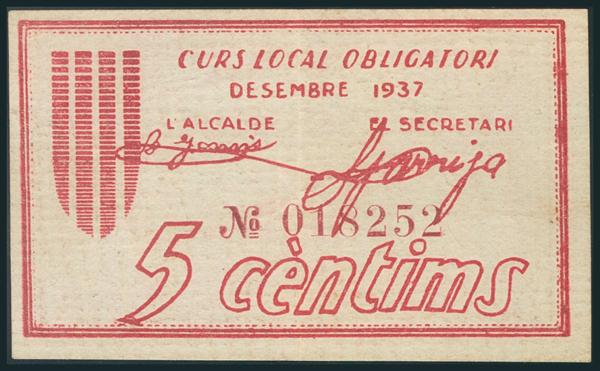 CURS LOCAL OBLIGATORI
DESEMBRE 1937
L'ALCALDE EL SECRETARI
№ 018252
5 cèntims